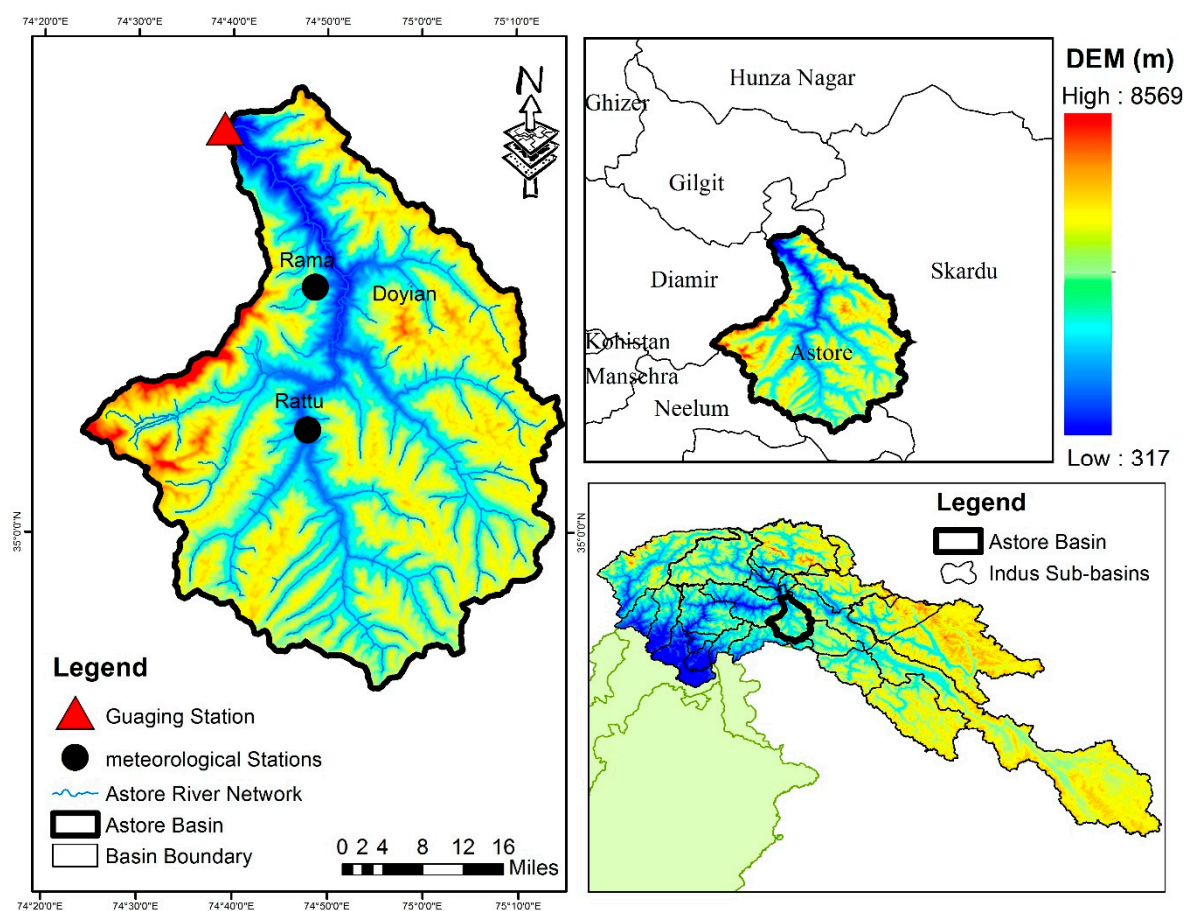 74°20'0"E 74°30'0"E 74°40'0"E 74°50'0"E 75°0'0"E 75°10'0"E
N
Rama
Doyian
Rattu
35°0'0"N
35°0'0"N
Legend
Guaging Station
meteorological Stations
Astore River Network
Astore Basin
Basin Boundary
0 2 4 8 12 16
Miles
74°20'0"E 74°30'0"E 74°40'0"E 74°50'0"E 75°0'0"E 75°10'0"E
Hunza Nagar
Ghizer
Gilgit
Diamir
Skardu
Kohistan
Astore
Mansehra
Neelum
DEM (m)
High : 8569
Low : 317
Legend
Astore Basin
Indus Sub-basins